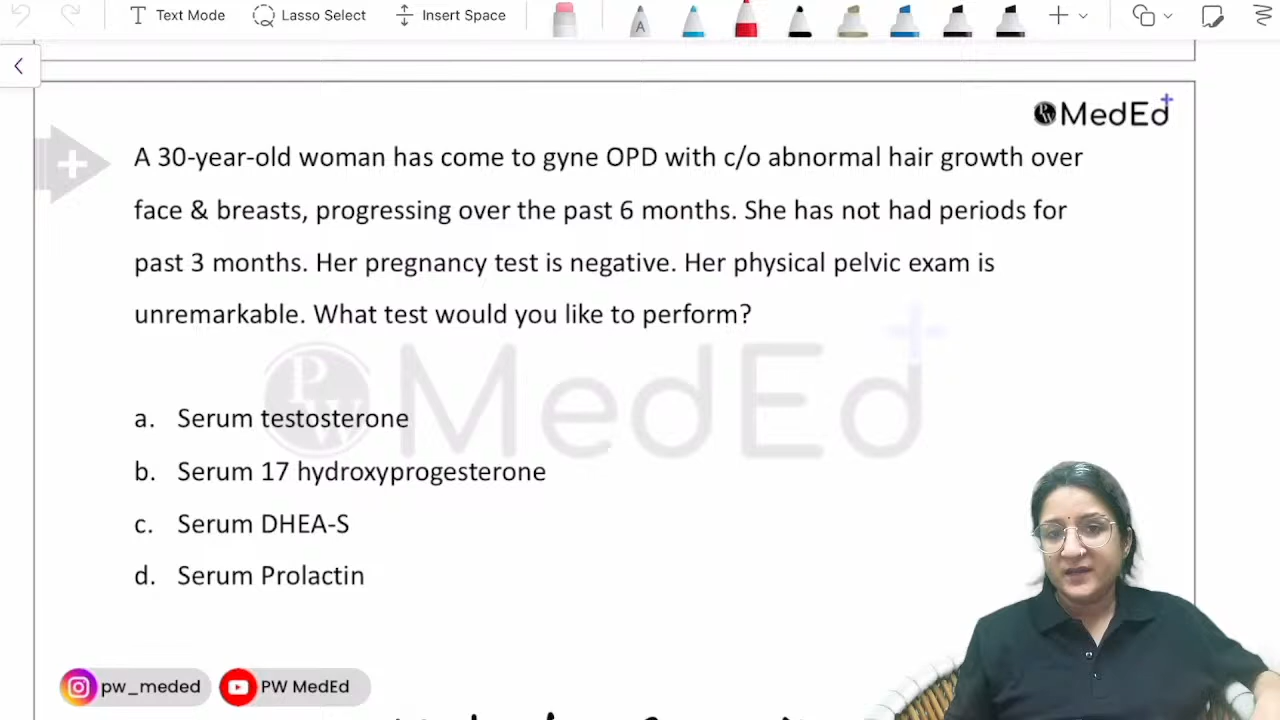 Text Mode
Lasso Select
Insert Space
A
PW MedEd
A 30-year-old woman has come to gyne OPD with c/o abnormal hair growth over
face & breasts, progressing over the past 6 months. She has not had periods for
past 3 months. Her pregnancy test is negative. Her physical pelvic exam is
unremarkable. What test would you like to perform?
PW MedEd
a. Serum testosterone
b. Serum 17 hydroxyprogesterone
c. Serum DHEA-S
d. Serum Prolactin
pw_meded
PW MedEd